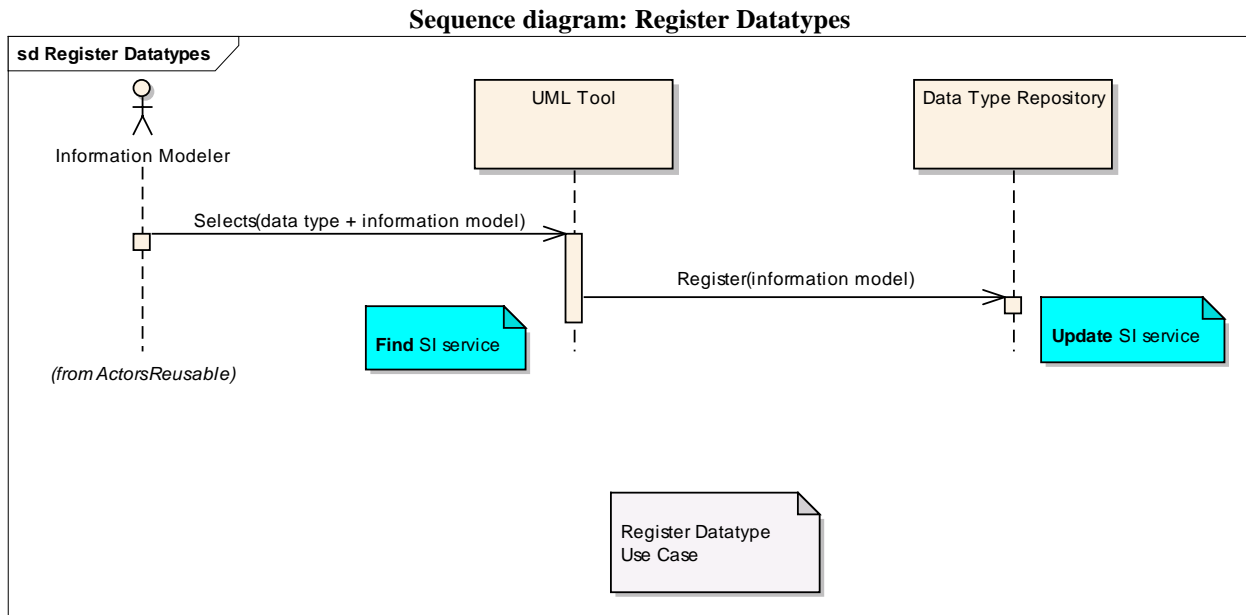 Sequence diagram: Register Datatypes
sd Register Datatypes
UML Tool
Data Type Repository
Information Modeler
Selects(data type + information model)
Register(information model)
Find SI service
Update SI service
(from ActorsReusable)
Register Datatype
Use Case